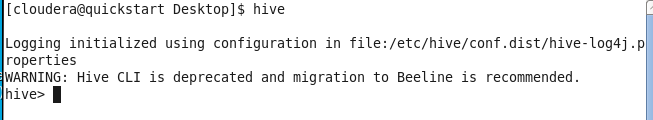 [cloudera@quickstart Desktop]$ hive
Logging initialized using configuration in file:/etc/hive/conf.dist/hive-log4j.p
roperties
WARNING: Hive CLI is deprecated and migration to Beeline is recommended.
hive>